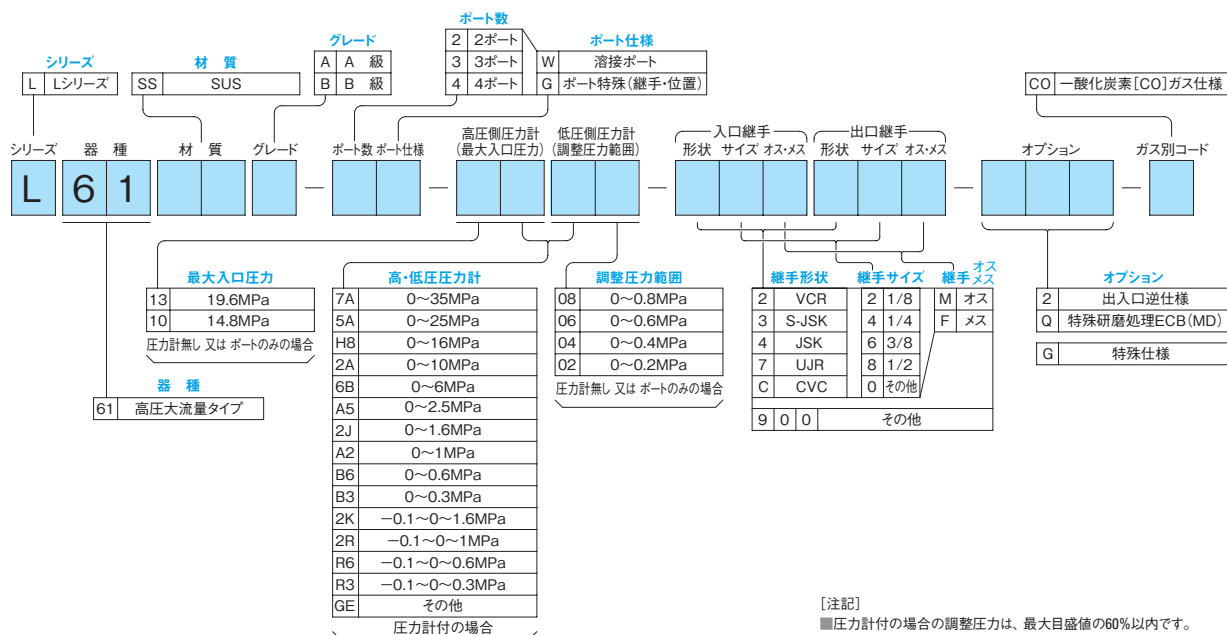 ポート数
2 2ポート
3 3ポート
4 4ポート
ポート仕様
W 溶接ポート
G ポート特殊(継手・位置)
グレード
A A 級
B B 級
シリーズ
L Lシリーズ
材 質
SS SUS
CO 一酸化炭素[CO]ガス仕様
シリーズ 器 種 材 質 グレード ポート数 ポート仕様 高圧側圧力計(最大入口圧力) 低圧側圧力計(調整圧力範囲) 入口継手 形状 サイズ オス・メス 出口継手 形状 サイズ オス・メス オプション ガス別コード
L 6 1 — — — — —
最大入口圧力
13 19.6MPa
10 14.8MPa
圧力計無し 又は ポートのみの場合
器 種
61 高圧大流量タイプ
高・低圧圧力計
7A 0〜35MPa
5A 0〜25MPa
H8 0〜16MPa
2A 0〜10MPa
6B 0〜6MPa
A5 0〜2.5MPa
2J 0〜1.6MPa
A2 0〜1MPa
B6 0〜0.6MPa
B3 0〜0.3MPa
2K −0.1〜0〜1.6MPa
2R −0.1〜0〜1MPa
R6 −0.1〜0〜0.6MPa
R3 −0.1〜0〜0.3MPa
GE その他
圧力計付の場合
調整圧力範囲
08 0〜0.8MPa
06 0〜0.6MPa
04 0〜0.4MPa
02 0〜0.2MPa
圧力計無し 又は ポートのみの場合
継手形状
2 VCR
3 S-JSK
4 JSK
7 UJR
C CVC
継手サイズ
2 1/8
4 1/4
6 3/8
8 1/2
0 その他
継手 オス メス
M オス
F メス
9 0 0 その他
オプション
2 出入口逆仕様
Q 特殊研磨処理ECB(MD)
G 特殊仕様
[注記]
■圧力計付の場合の調整圧力は、最大目盛値の60%以内です。